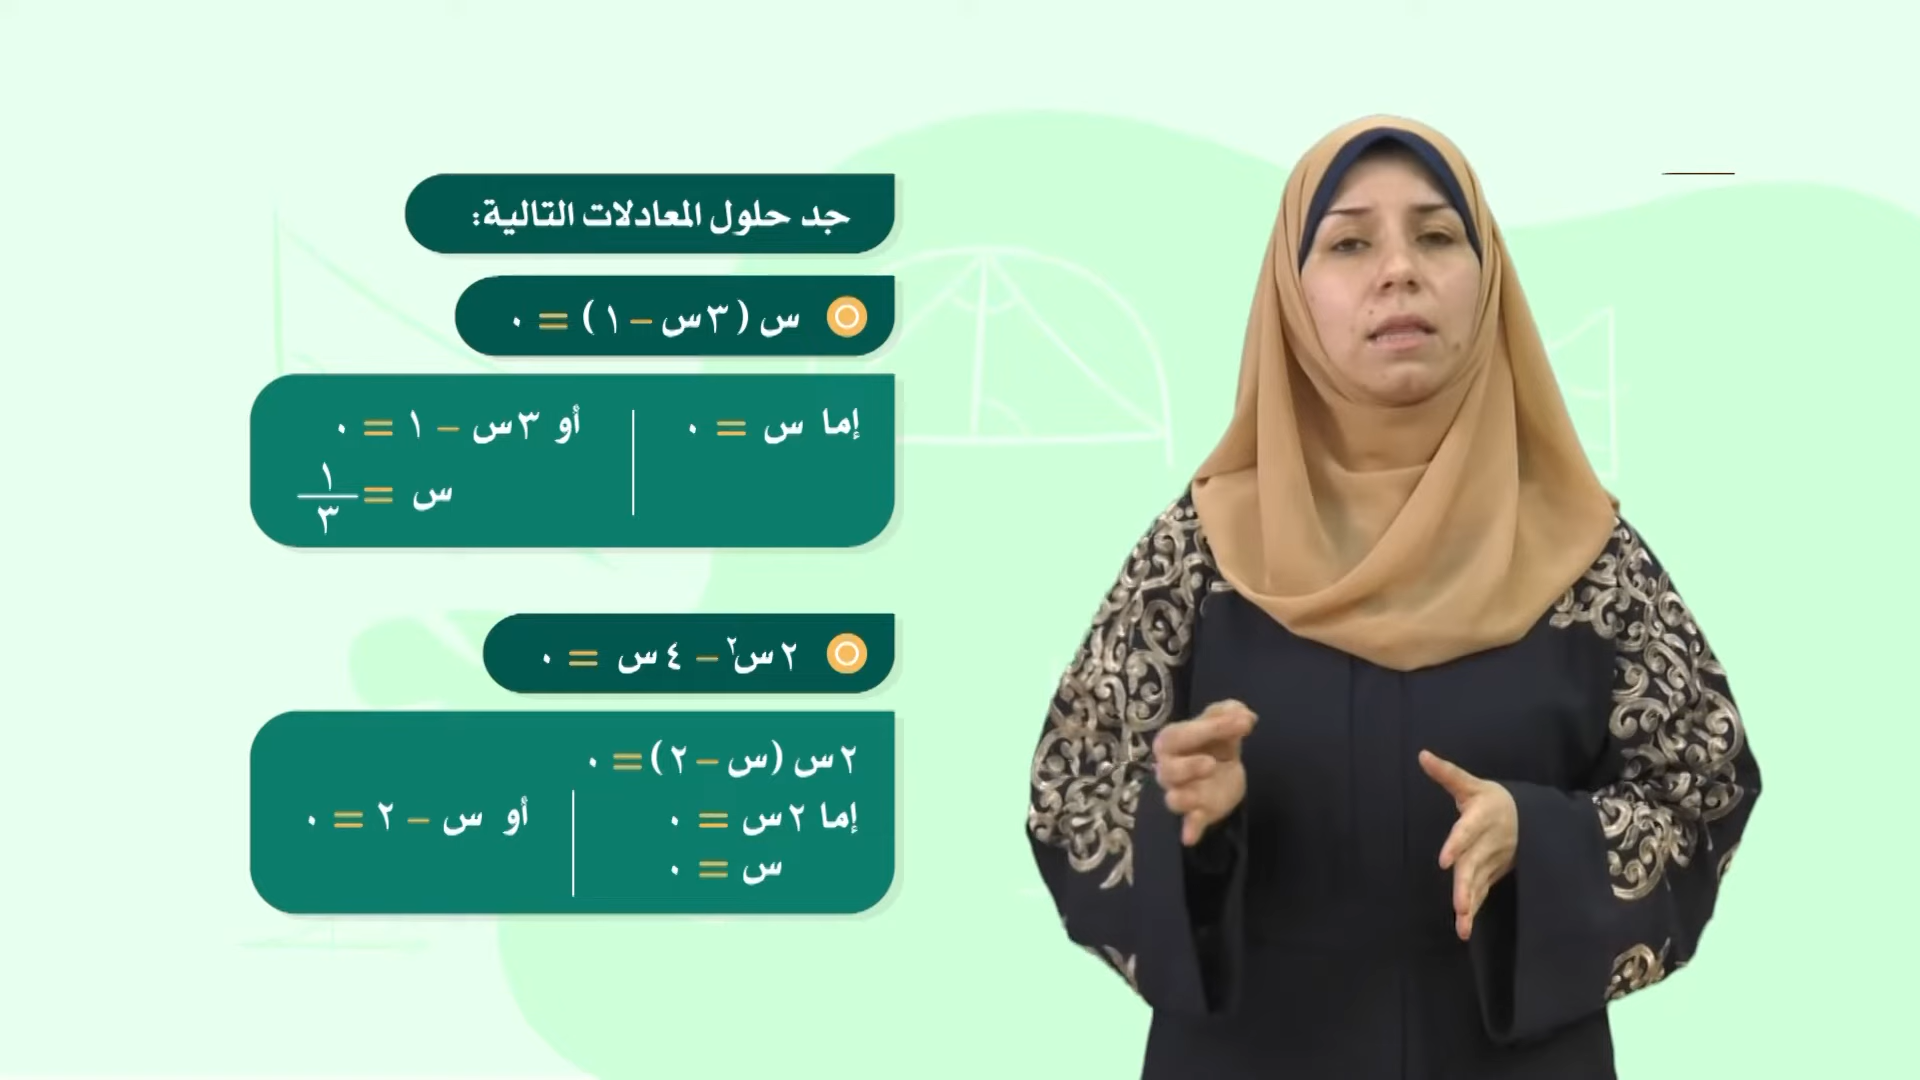 جد حلول المعادلات التالية:
س (٣س − ١) = ٠
إما س = ٠
أو ٣س − ١ = ٠
س = ١/٣
٢س٢ − ٤س = ٠
٢س (س − ٢) = ٠
إما ٢س = ٠
أو س − ٢ = ٠
س = ٠